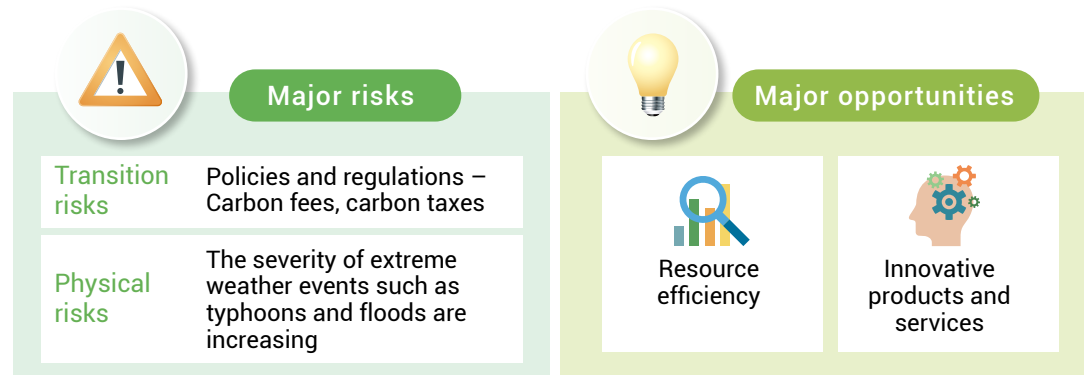 Major risks
Transition
risks
Policies and regulations –
Carbon fees, carbon taxes
Physical
risks
The severity of extreme
weather events such as
typhoons and floods are
increasing
Major opportunities
Resource
efficiency
Innovative
products and
services